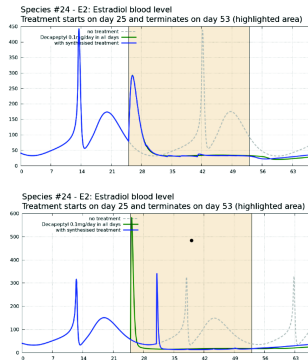 Species #24 - E2: Estradiol blood level
Treatment starts on day 25 and terminates on day 53 (highlighted area)
450
400
350
300
250
200
150
100
50
0
no treatment
Decapeptyl 0.1mg/day in all days
with synthesised treatment
0 7 14 21 28 35 42 49 56 63
Species #24 - E2: Estradiol blood level
Treatment starts on day 25 and terminates on day 53 (highlighted area)
600
500
400
300
200
100
0
no treatment
Decapeptyl 0.1mg/day in all days
with synthesised treatment
0 7 14 21 28 35 42 49 56 63